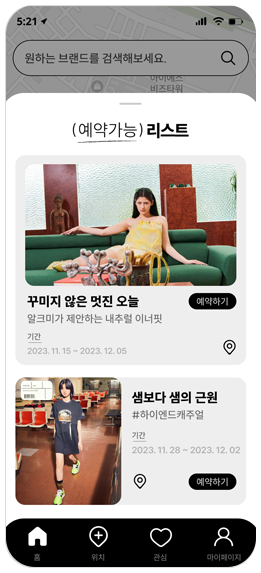 5:21
원하는 브랜드를 검색해보세요.
아이에스
비즈타워
(예약가능) 리스트
꾸미지 않은 멋진 오늘
예약하기
알크미가 제안하는 내추럴 이너핏
기간
2023. 11. 15 ~ 2023. 12. 05
샘보다 샘의 근원
#하이엔드캐주얼
기간
2023. 11. 28 ~ 2023. 12. 02
예약하기
홈
위치
관심
마이페이지